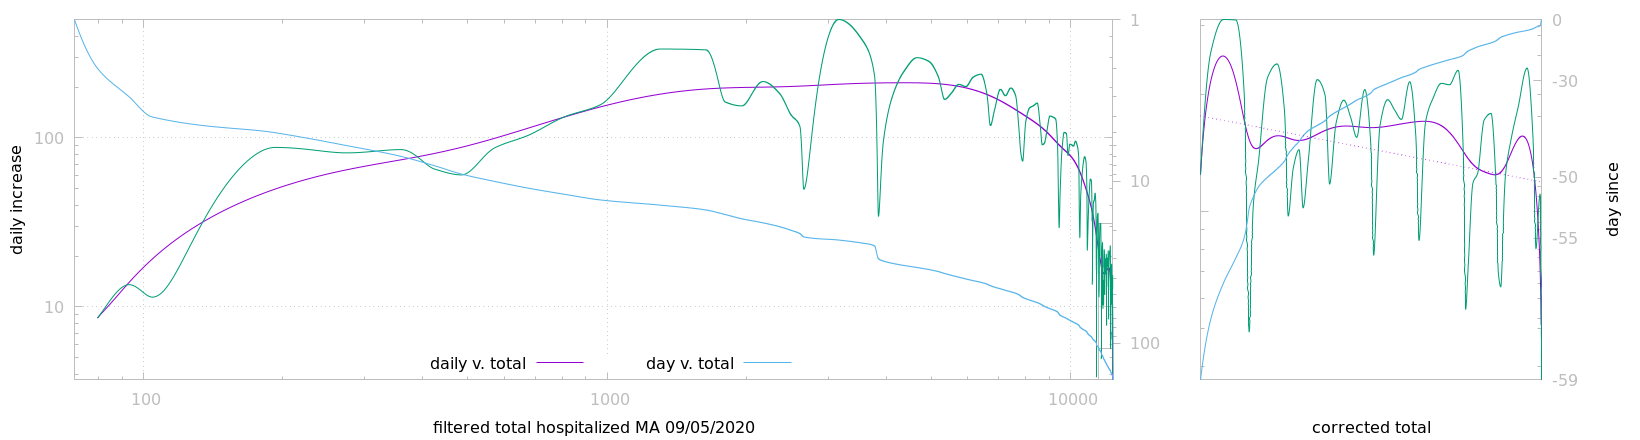 daily increase
100
10
daily v. total
day v. total
100
1000
10000
filtered total hospitalized MA 09/05/2020
1
10
100
0
-30
-50
-55
-59
day since
corrected total